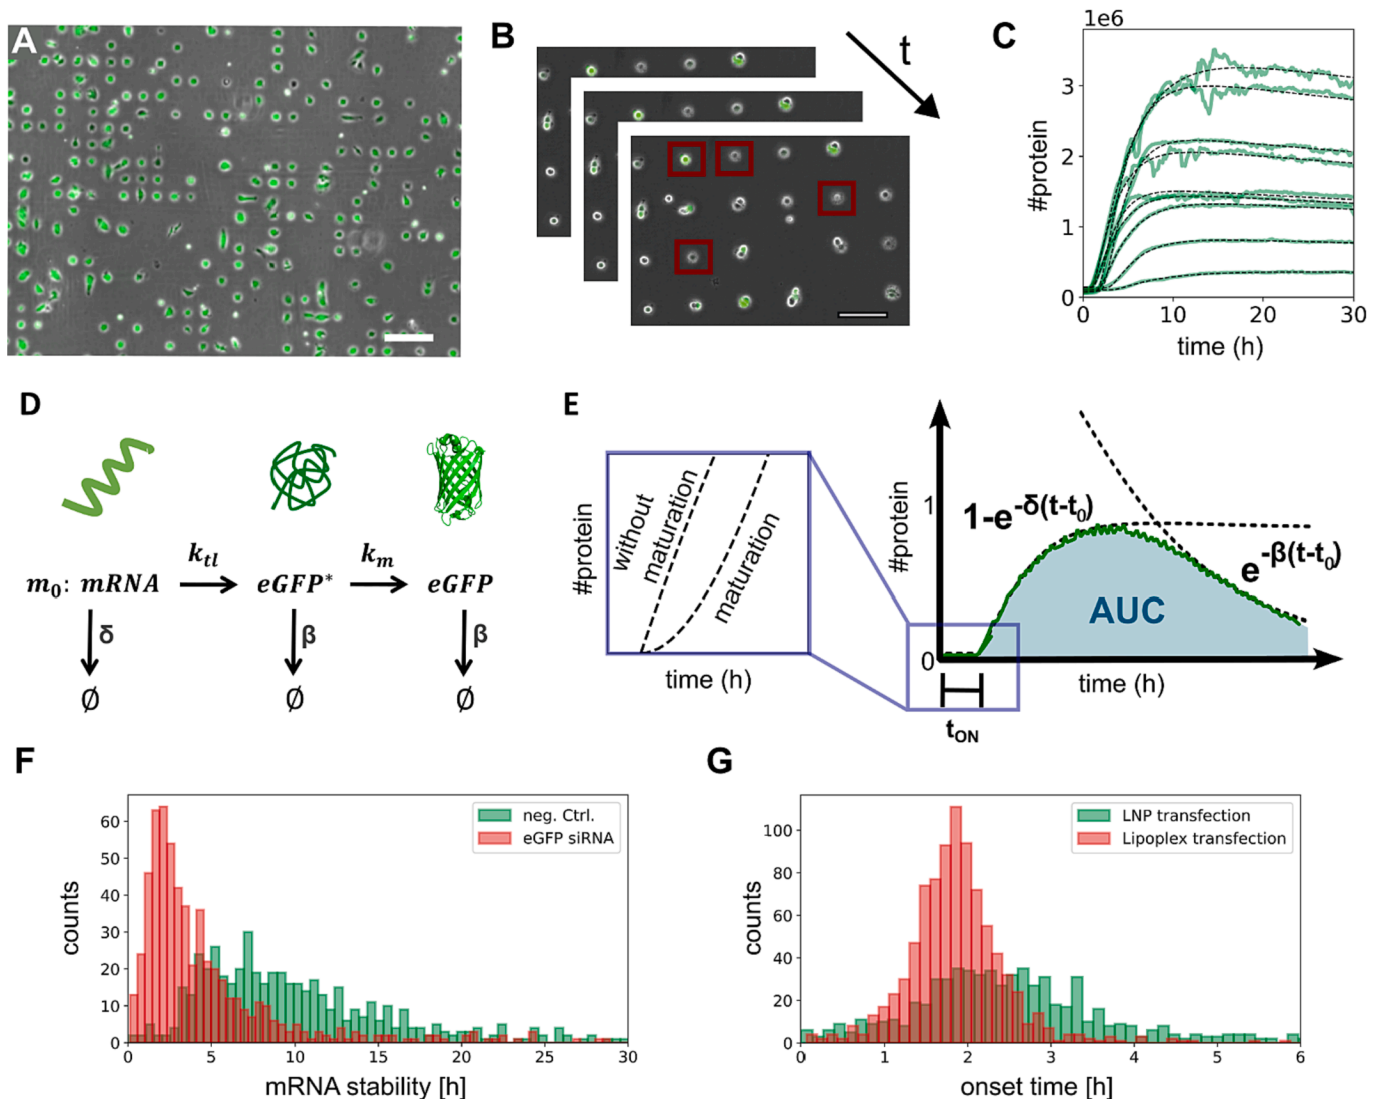 A
B
t
C
1e6
#protein
3
2
1
0
0 10 20 30
time (h)
D
m₀: mRNA
k_tl
eGFP*
k_m
eGFP
δ
β
β
Ø
Ø
Ø
E
#protein
without
maturation
maturation
time (h)
#protein
1
0
1-e^-δ(t-t₀)
e^-β(t-t₀)
AUC
t_ON
time (h)
F
counts
60
50
40
30
20
10
0
neg. Ctrl.
eGFP siRNA
0 5 10 15 20 25 30
mRNA stability [h]
G
counts
100
80
60
40
20
0
LNP transfection
Lipoplex transfection
0 1 2 3 4 5 6
onset time [h]